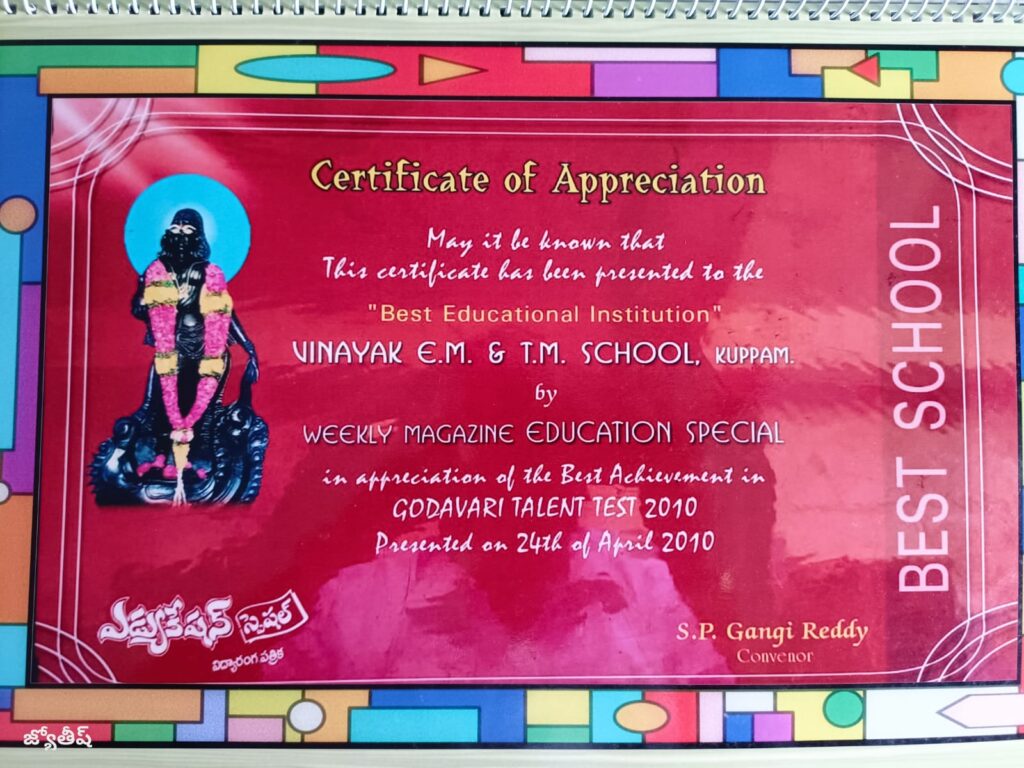 Certificate of Appreciation
May it be known that
This certificate has been presented to the
"Best Educational Institution"
VINAYAK E.M. & T.M. SCHOOL, KUPPAM.
by
WEEKLY MAGAZINE EDUCATION SPECIAL
in appreciation of the Best Achievement in
GODAVARI TALENT TEST 2010
Presented on 24th of April 2010
BEST SCHOOL
ఎడ్యుకేషన్ స్పెషల్
విద్యారంగ పత్రిక
S.P. Gangi Reddy
Convenor
జ్యోతీష్